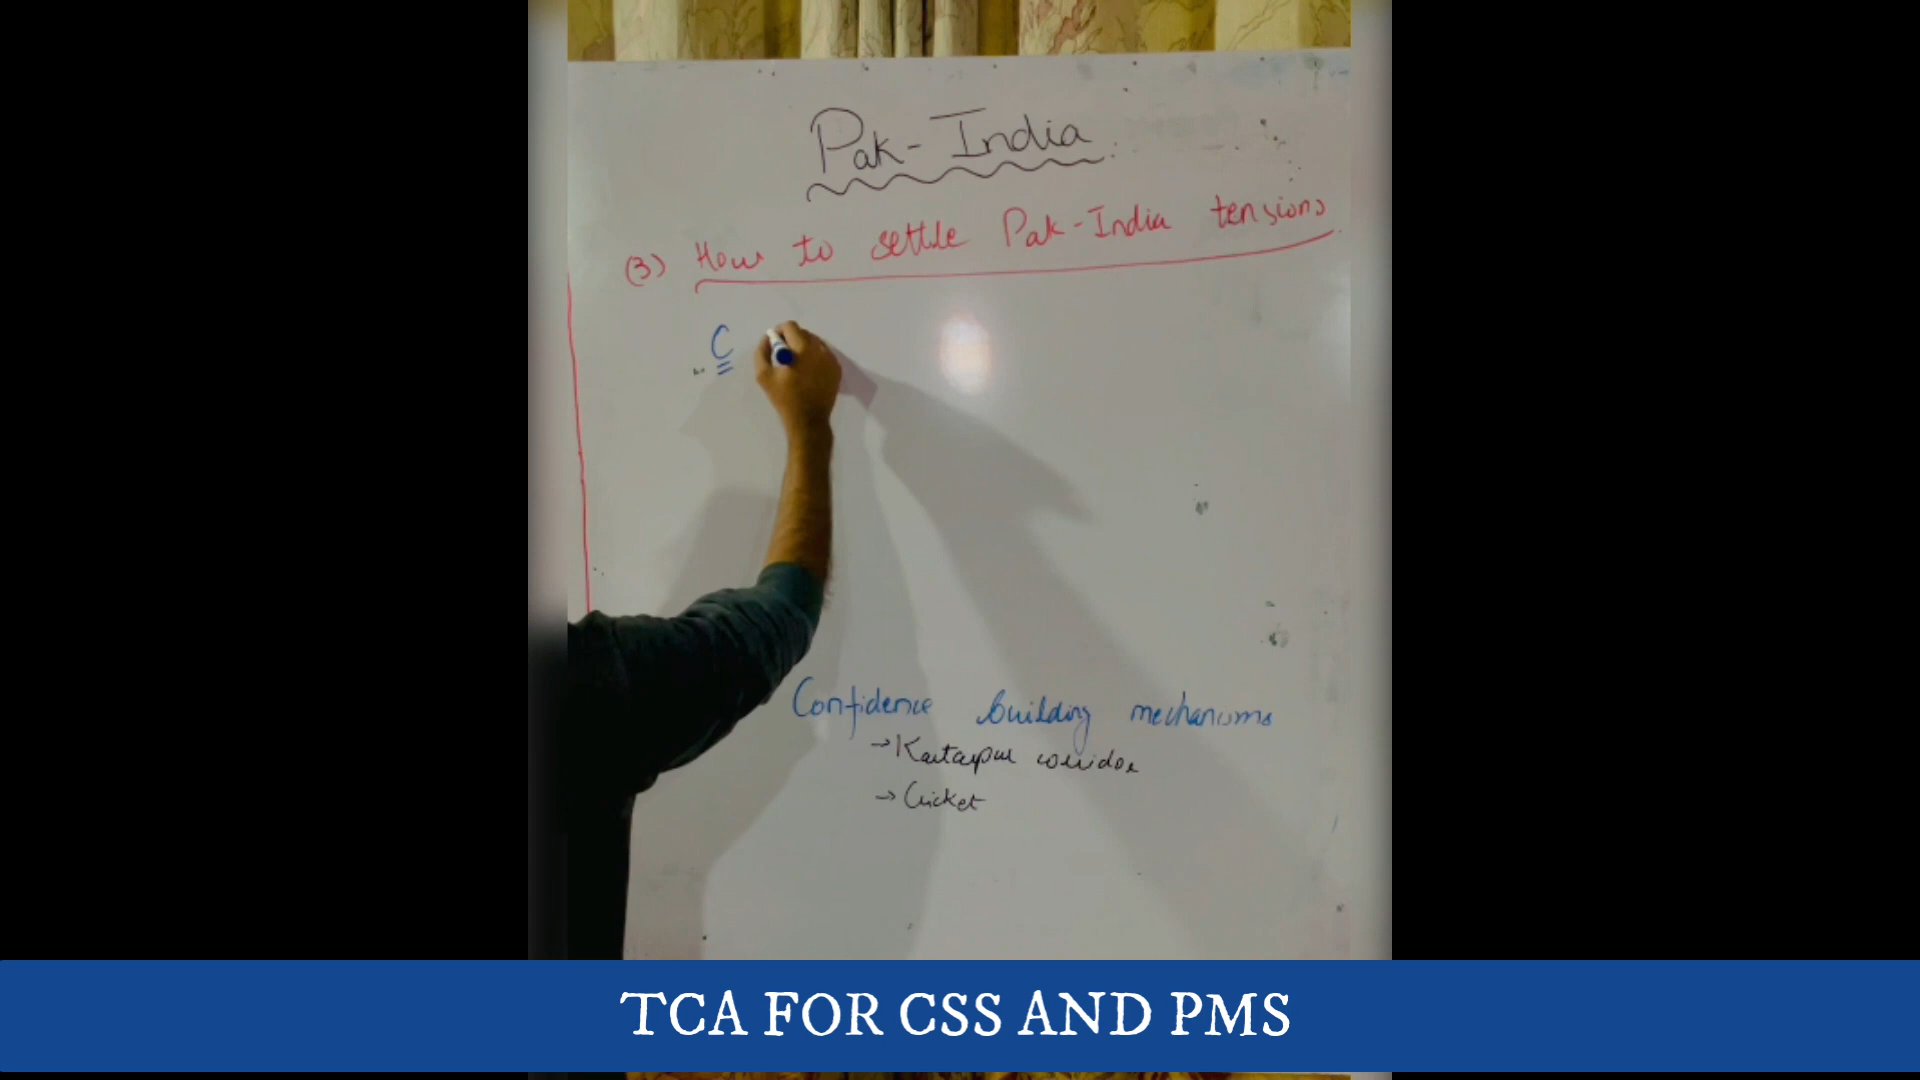 Pak-India
(3) How to settle Pak-India tensions
C
Confidence building mechanisms
→ Kartarpur corridor
→ Cricket
TCA FOR CSS AND PMS